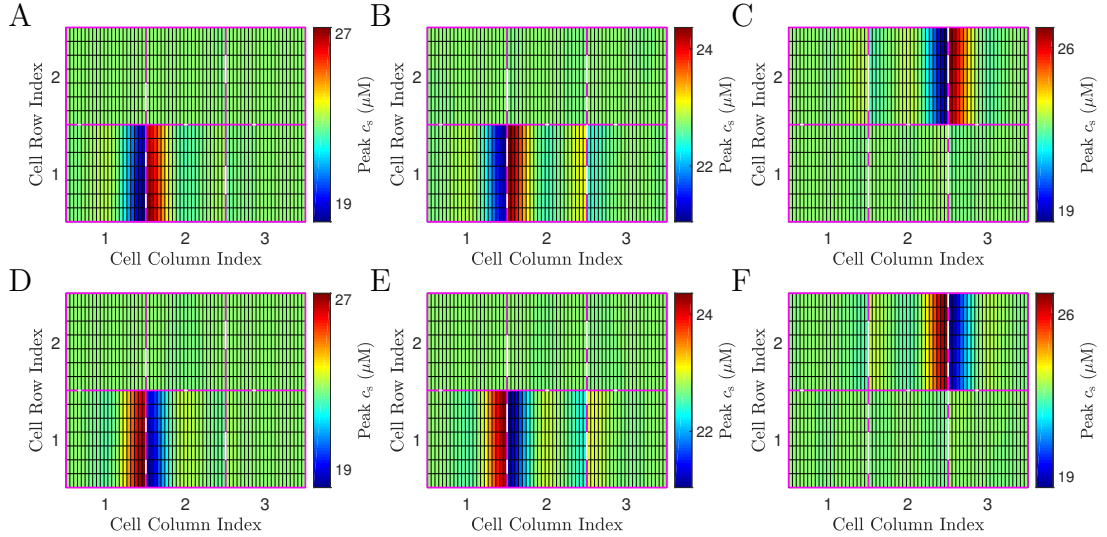 A
B
C
Cell Row Index
2
1
1
2
3
Cell Column Index
27
19
Peak c_s (μM)
Cell Row Index
2
1
1
2
3
Cell Column Index
24
22
Peak c_s (μM)
Cell Row Index
2
1
1
2
3
Cell Column Index
26
19
Peak c_s (μM)
D
E
F
Cell Row Index
2
1
1
2
3
Cell Column Index
27
19
Peak c_s (μM)
Cell Row Index
2
1
1
2
3
Cell Column Index
24
22
Peak c_s (μM)
Cell Row Index
2
1
1
2
3
Cell Column Index
26
19
Peak c_s (μM)